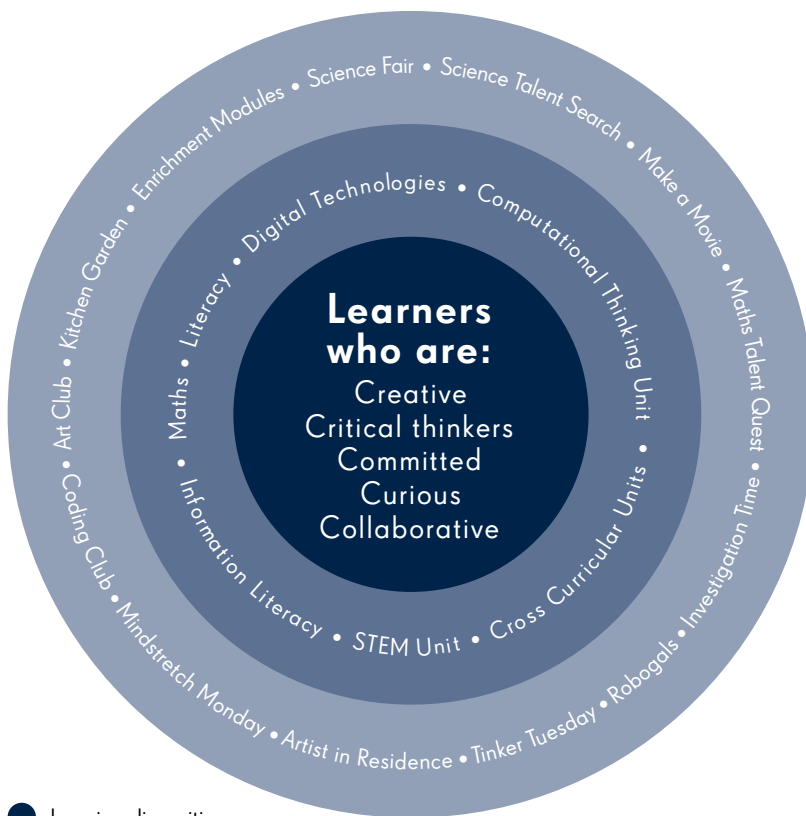 Science Fair • Science Talent Search • Make a Movie • Maths Talent Quest • Investigation Time • Robogals • Tinker Tuesday • Artist in Residence • Mindstretch Monday • Coding Club • Art Club • Kitchen Garden • Enrichment Modules •
Digital Technologies • Computational Thinking Unit • Cross Curricular Units • STEM Unit • Information Literacy • Maths • Literacy •
Learners
who are:
Creative
Critical thinkers
Committed
Curious
Collaborative